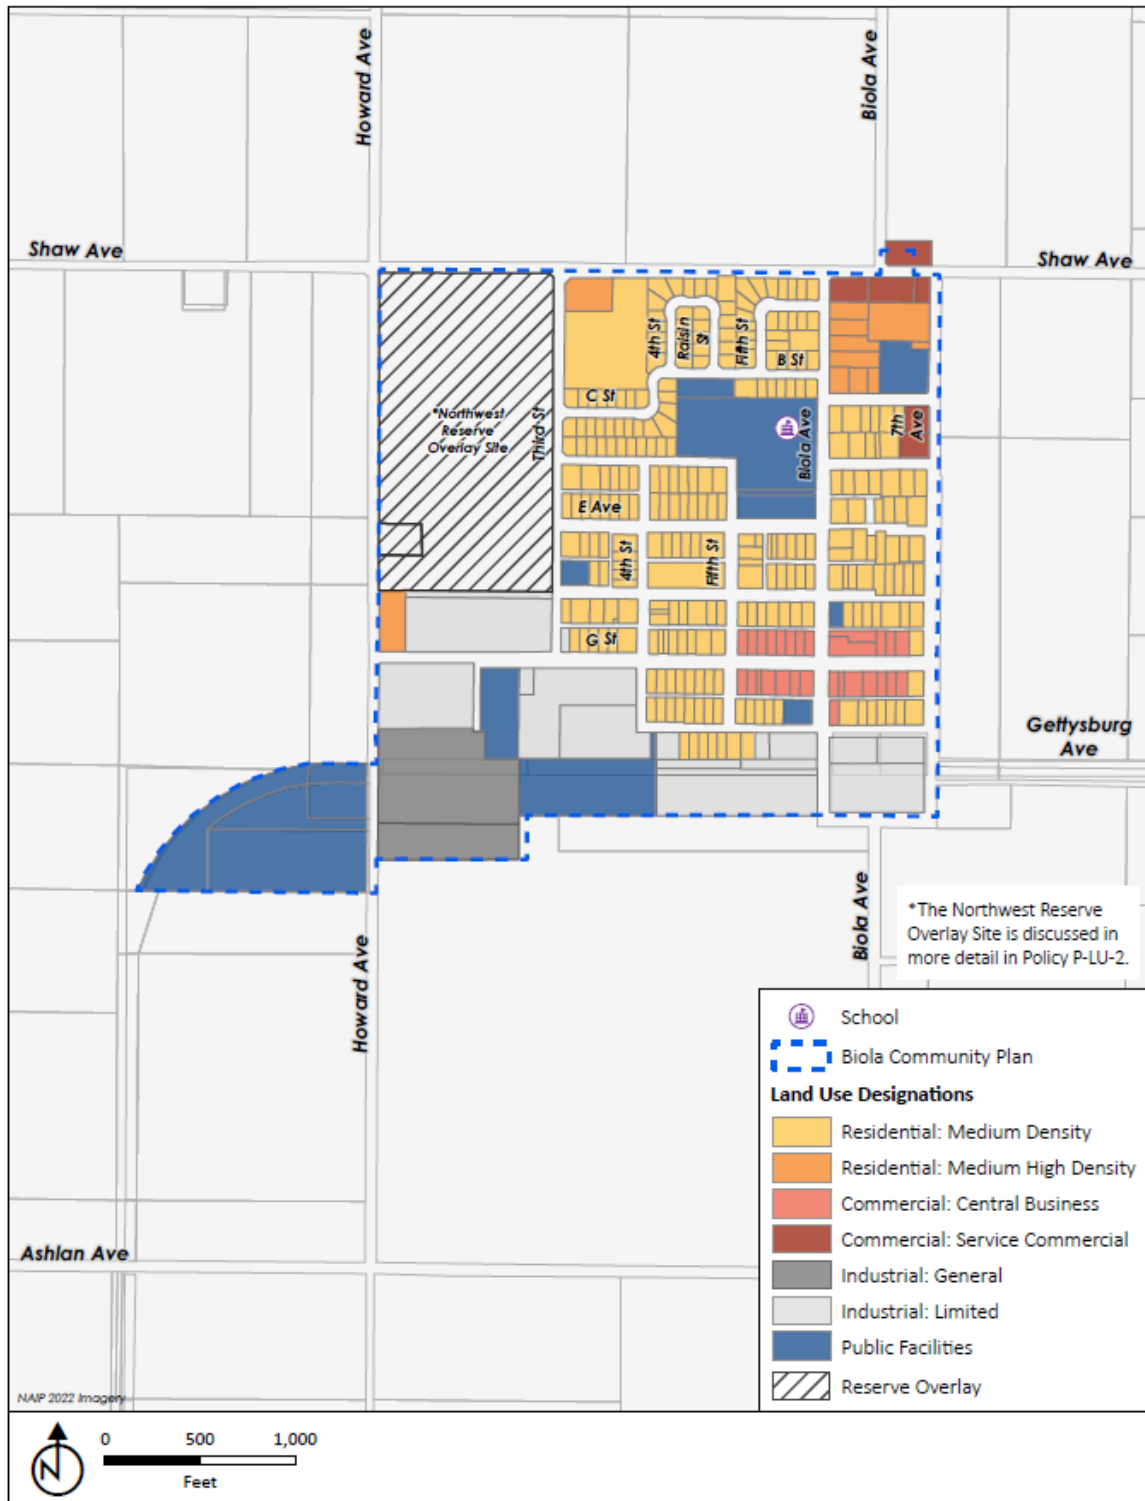 Howard Ave
Biola Ave
Shaw Ave
Shaw Ave
4th St
Raisin
St
Fifth St
B St
C St
*Northwest
Reserve
Overlay Site
Third St
Biola Ave
7th
Ave
E Ave
4th St
Fifth St
G St
Gettysburg
Ave
Howard Ave
Biola Ave
*The Northwest Reserve
Overlay Site is discussed in
more detail in Policy P-LU-2.
School
Biola Community Plan
Land Use Designations
Residential: Medium Density
Residential: Medium High Density
Commercial: Central Business
Commercial: Service Commercial
Industrial: General
Industrial: Limited
Public Facilities
Reserve Overlay
Ashlan Ave
NAIP 2022 Imagery
N
0 500 1,000
Feet